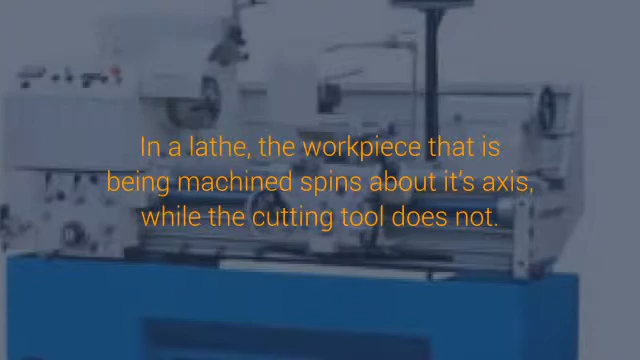 In a lathe, the workpiece that is
being machined spins about it's axis,
while the cutting tool does not.